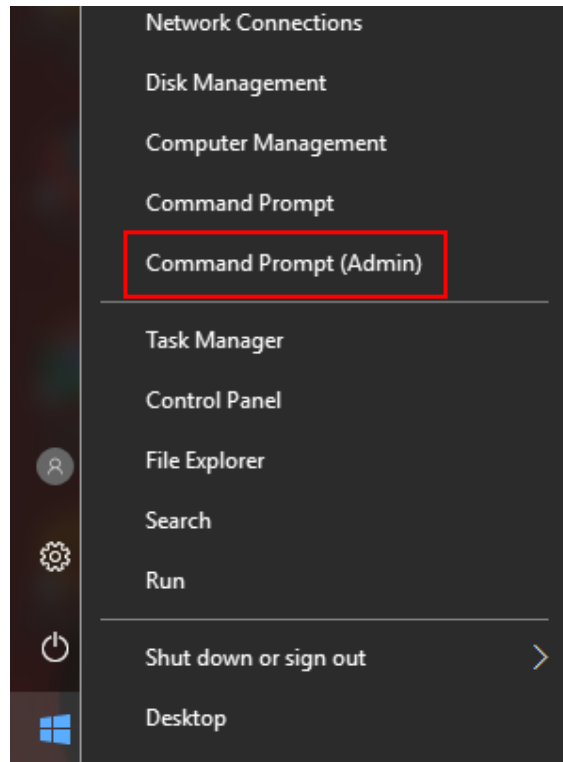 Network Connections
Disk Management
Computer Management
Command Prompt
Command Prompt (Admin)
Task Manager
Control Panel
File Explorer
Search
Run
Shut down or sign out
Desktop